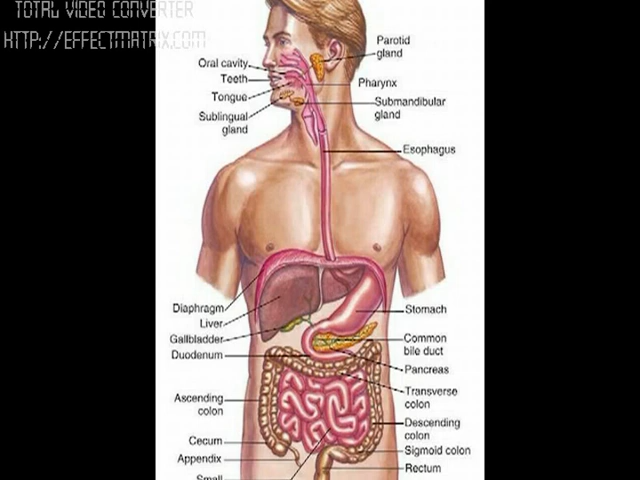 TOTAL VIDEO CONVERTER
HTTP://EFFECTMATRIX.COM
Oral cavity
Teeth
Tongue
Sublingual
gland
Parotid
gland
Pharynx
Submandibular
gland
Esophagus
Diaphragm
Liver
Gallbladder
Duodenum
Ascending
colon
Cecum
Appendix
Small
Stomach
Common
bile duct
Pancreas
Transverse
colon
Descending
colon
Sigmoid colon
Rectum